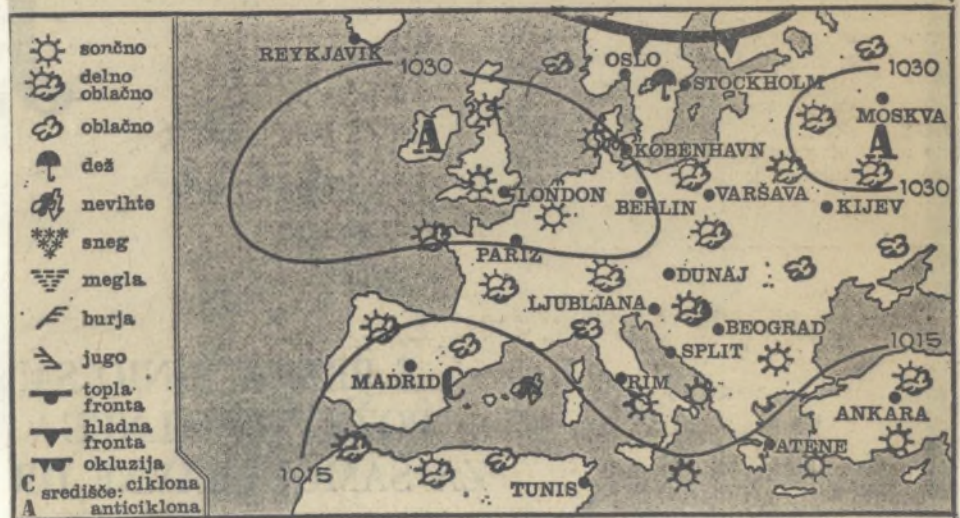 sončno
delno
oblačno
oblačno
dež
nevihte
sneg
megla
burja
jugo
topla
fronta
hladna
fronta
okluzija
C središče: ciklona
A anticiklona
REYKJAVIK
1030
OSLO
STOCKHOLM
1030
MOSKVA
A
A
KØBENHAVN
LONDON
BERLIN
VARŠAVA
1030
KIJEV
PARIZ
DUNAJ
LJUBLJANA
BEOGRAD
1015
SPLIT
MADRID
C
RIM
ANKARA
ATENE
1015
TUNIS